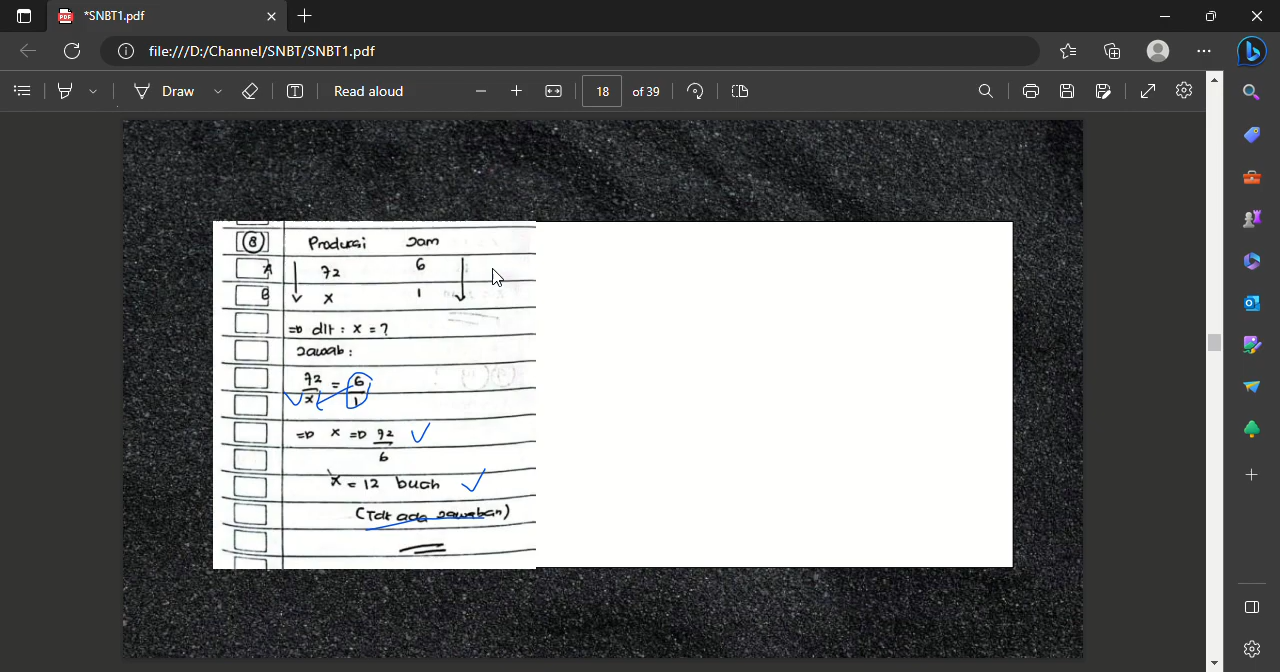 *SNBT1.pdf
file:///D:/Channel/SNBT/SNBT1.pdf
Draw
Read aloud
18
of 39
(8) Produksi Jam
A 72 6
B x 1
=> dit : x = ?
Jawab :
72/x = 6/1
=> x => 72/6
x = 12 buah
(Tdk ada jawaban)